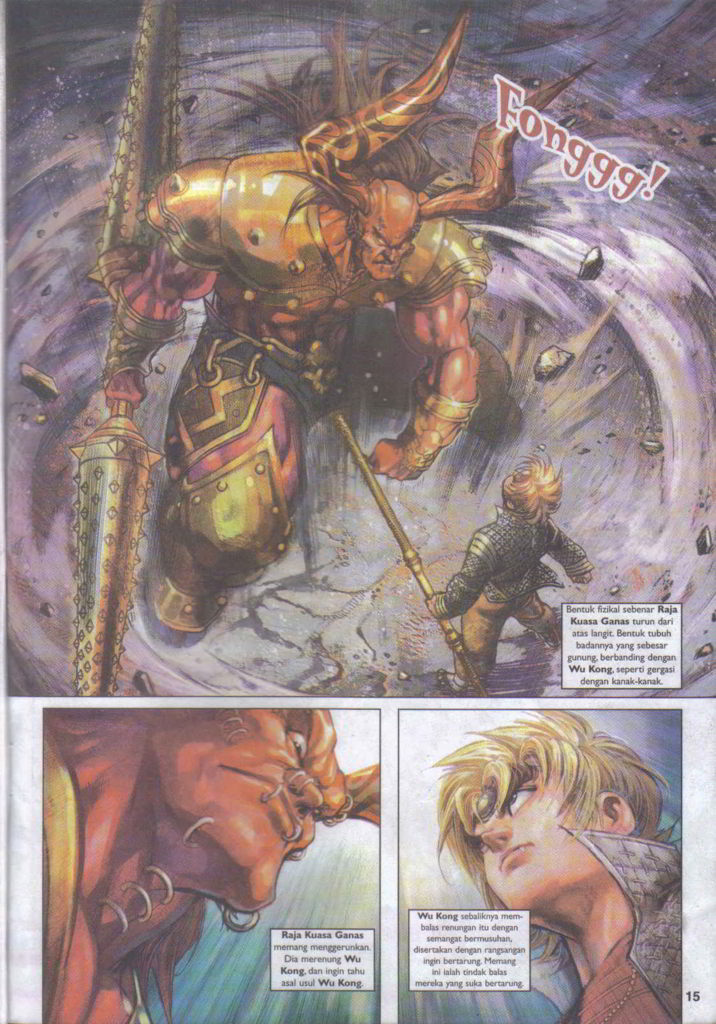 Fonggg!
Bentuk fizikal sebenar Raja
Kuasa Ganas turun dari
atas langit. Bentuk tubuh
badannya yang sebesar
gunung, berbanding dengan
Wu Kong, seperti gergasi
dengan kanak-kanak.
Raja Kuasa Ganas
memang menggerunkan.
Dia merenung Wu
Kong, dan ingin tahu
asal usul Wu Kong.
Wu Kong sebaliknya mem-
balas renungan itu dengan
semangat bermusuhan,
disertakan dengan rangsangan
ingin bertarung. Memang
ini ialah tindak balas
mereka yang suka bertarung.
15